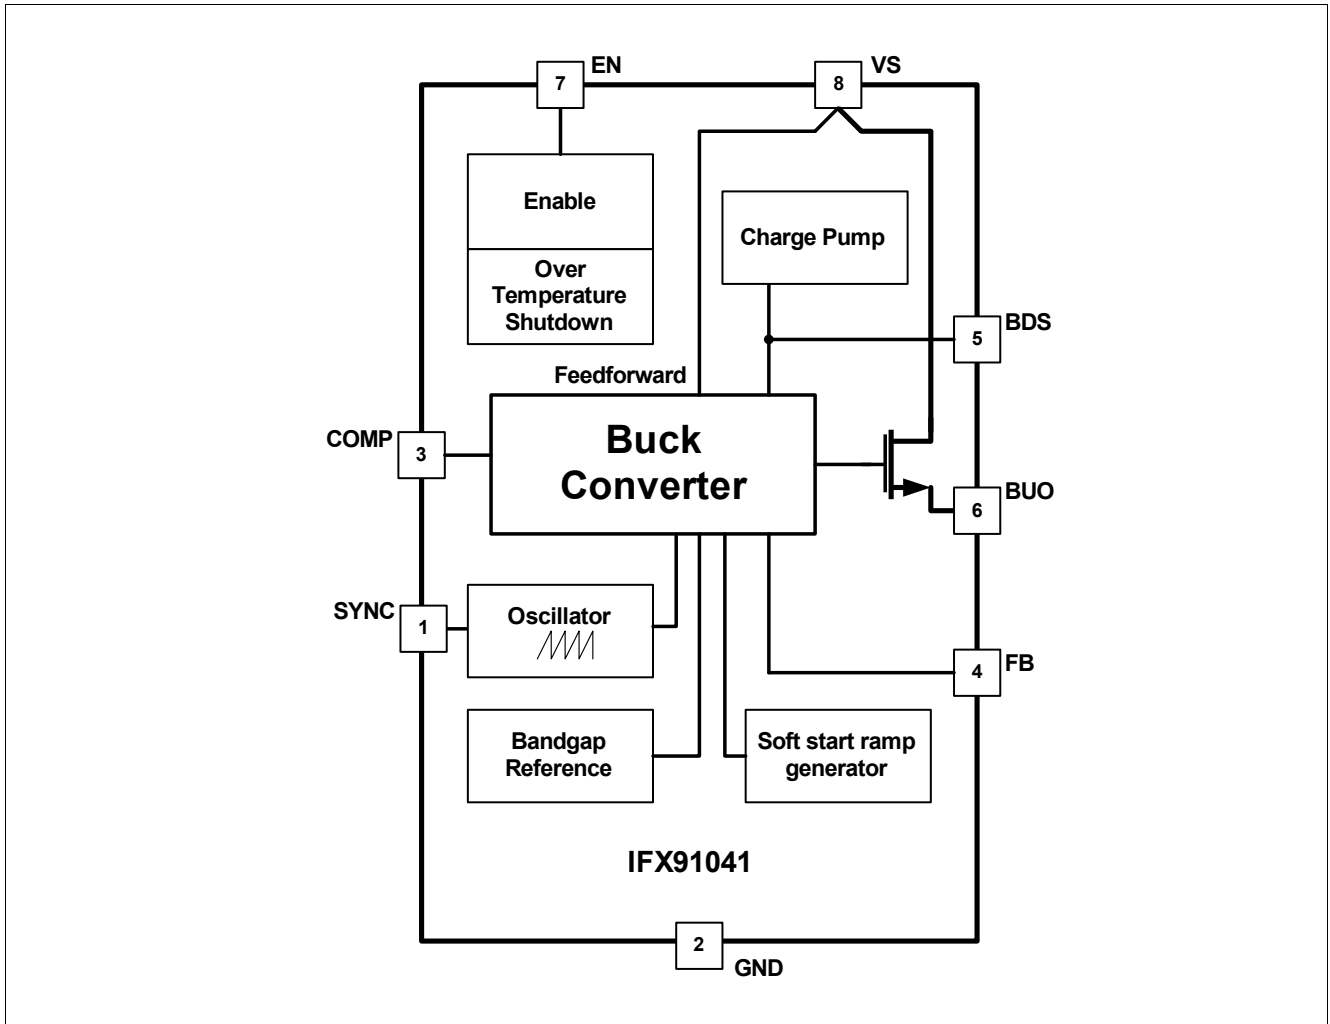 EN
7
VS
8
Enable
Charge Pump
Over
Temperature
Shutdown
BDS
5
Feedforward
COMP
3
Buck
Converter
BUO
6
SYNC
1
Oscillator
FB
4
Bandgap
Reference
Soft start ramp
generator
IFX91041
2
GND